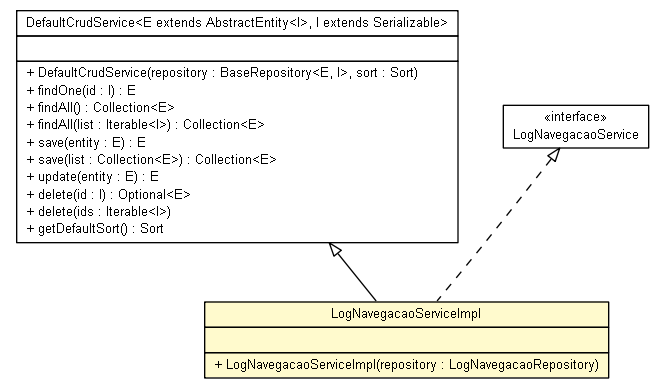 DefaultCrudService<E extends AbstractEntity<I>, I extends Serializable>
+ DefaultCrudService(repository : BaseRepository<E, I>, sort : Sort)
+ findOne(id : I) : E
+ findAll() : Collection<E>
+ findAll(list : Iterable<I>) : Collection<E>
+ save(entity : E) : E
+ save(list : Collection<E>) : Collection<E>
+ update(entity : E) : E
+ delete(id : I) : Optional<E>
+ delete(ids : Iterable<I>)
+ getDefaultSort() : Sort
«interface»
LogNavegacaoService
LogNavegacaoServiceImpl
+ LogNavegacaoServiceImpl(repository : LogNavegacaoRepository)